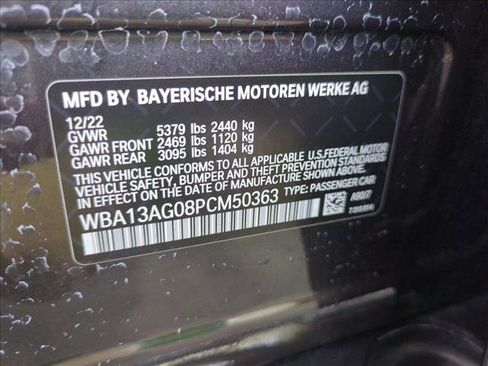 MFD BY BAYERISCHE MOTOREN WERKE AG
12/22
GVWR 5379 lbs 2440 kg
GAWR FRONT 2469 lbs 1120 kg
GAWR REAR 3095 lbs 1404 kg
THIS VEHICLE CONFORMS TO ALL APPLICABLE U.S. FEDERAL MOTOR
VEHICLE SAFETY, BUMPER AND THEFT PREVENTION STANDARDS
IN EFFECT ON THE DATE OF MANUFACTURE SHOWN ABOVE.
WBA13AG08PCM50363 TYPE: PASSENGER CAR